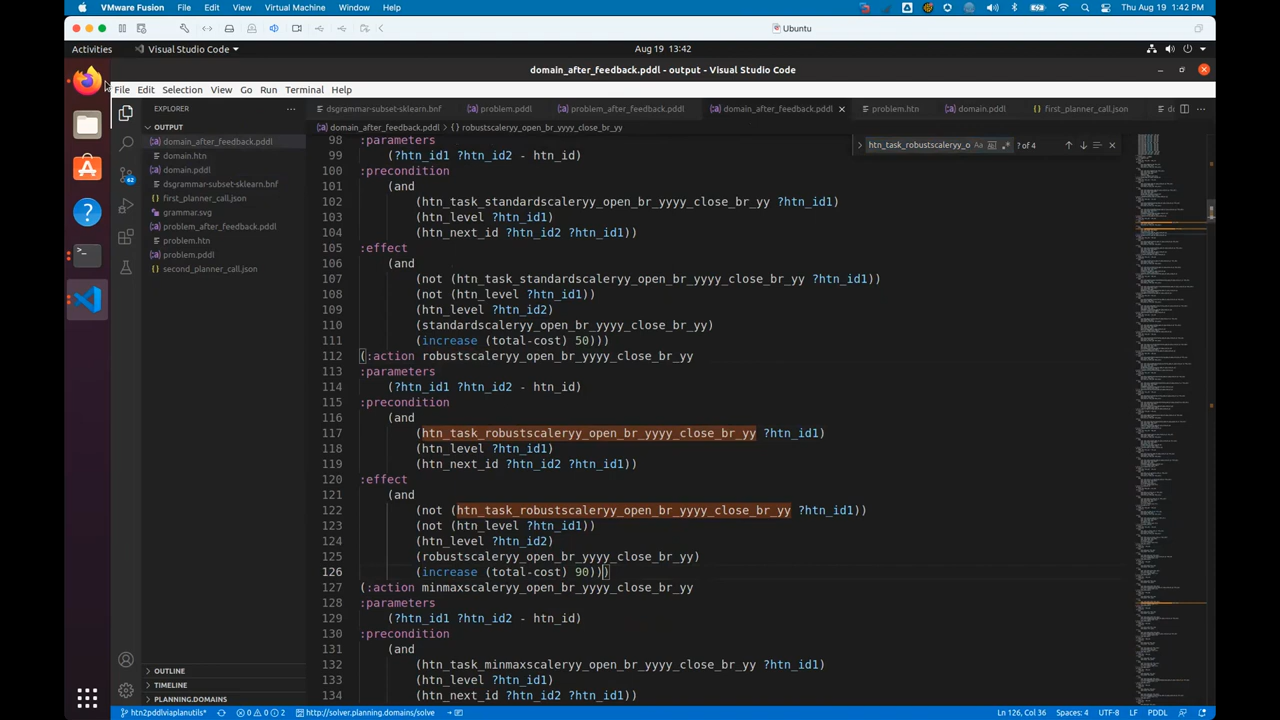 VMware Fusion File Edit View Virtual Machine Window Help Thu Aug 19 1:42 PM
Ubuntu
Activities Visual Studio Code Aug 19 13:42
domain_after_feedback.pddl - output - Visual Studio Code
File Edit Selection View Go Run Terminal Help
EXPLORER
OUTPUT
domain_after_feedback.pddl
domain.htn
domain.pddl
dsgrammar-subset-sklearn.bnf
first_planner_call.json
grammar.svg
problem_after_feedback.pddl
problem.htn
problem.pddl
second_planner_call.json
62
OUTLINE
TIMELINE
PLANNING.DOMAINS
dsgrammar-subset-sklearn.bnf problem.pddl problem_after_feedback.pddl domain_after_feedback.pddl problem.htn domain.pddl first_planner_call.json
domain_after_feedback.pddl > {} robustscaleryy_open_br_yyyy_close_br_yy
htn_task_robustscaleryy_o Aa ? of 4
98 :parameters
99 (?htn_id1 ?htn_id2 - htn_id)
100 :precondition
101 (and
102 (htn_task_standardscaleryy_open_br_yyyy_close_br_yy ?htn_id1)
103 (htn_level ?htn_id1)
104 (htn_next_id ?htn_id2 ?htn_id1))
105 :effect
106 (and
107 (not(htn_task_standardscaleryy_open_br_yyyy_close_br_yy ?htn_id1))
108 (not(htn_level ?htn_id1))
109 (htn_level ?htn_id2)
110 (standardscaleryy_open_br_yyyy_close_br_yy)
111 (increase (total-cost) 50)))
112 (:action robustscaleryy_open_br_yyyy_close_br_yy
113 :parameters
114 (?htn_id1 ?htn_id2 - htn_id)
115 :precondition
116 (and
117 (htn_task_robustscaleryy_open_br_yyyy_close_br_yy ?htn_id1)
118 (htn_level ?htn_id1)
119 (htn_next_id ?htn_id2 ?htn_id1))
120 :effect
121 (and
122 (not(htn_task_robustscaleryy_open_br_yyyy_close_br_yy ?htn_id1))
123 (not(htn_level ?htn_id1))
124 (htn_level ?htn_id2)
125 (robustscaleryy_open_br_yyyy_close_br_yy)
126 (increase (total-cost) 90)))
127 (:action minmaxscaleryy_open_br_yyyy_close_br_yy
128 :parameters
129 (?htn_id1 ?htn_id2 - htn_id)
130 :precondition
131 (and
132 (htn_task_minmaxscaleryy_open_br_yyyy_close_br_yy ?htn_id1)
133 (htn_level ?htn_id1)
134 (htn_next_id ?htn_id2 ?htn_id1))
htn2pddlviaplanutils* 0 0 2 http://solver.planning.domains/solve Ln 126, Col 36 Spaces: 4 UTF-8 LF PDDL